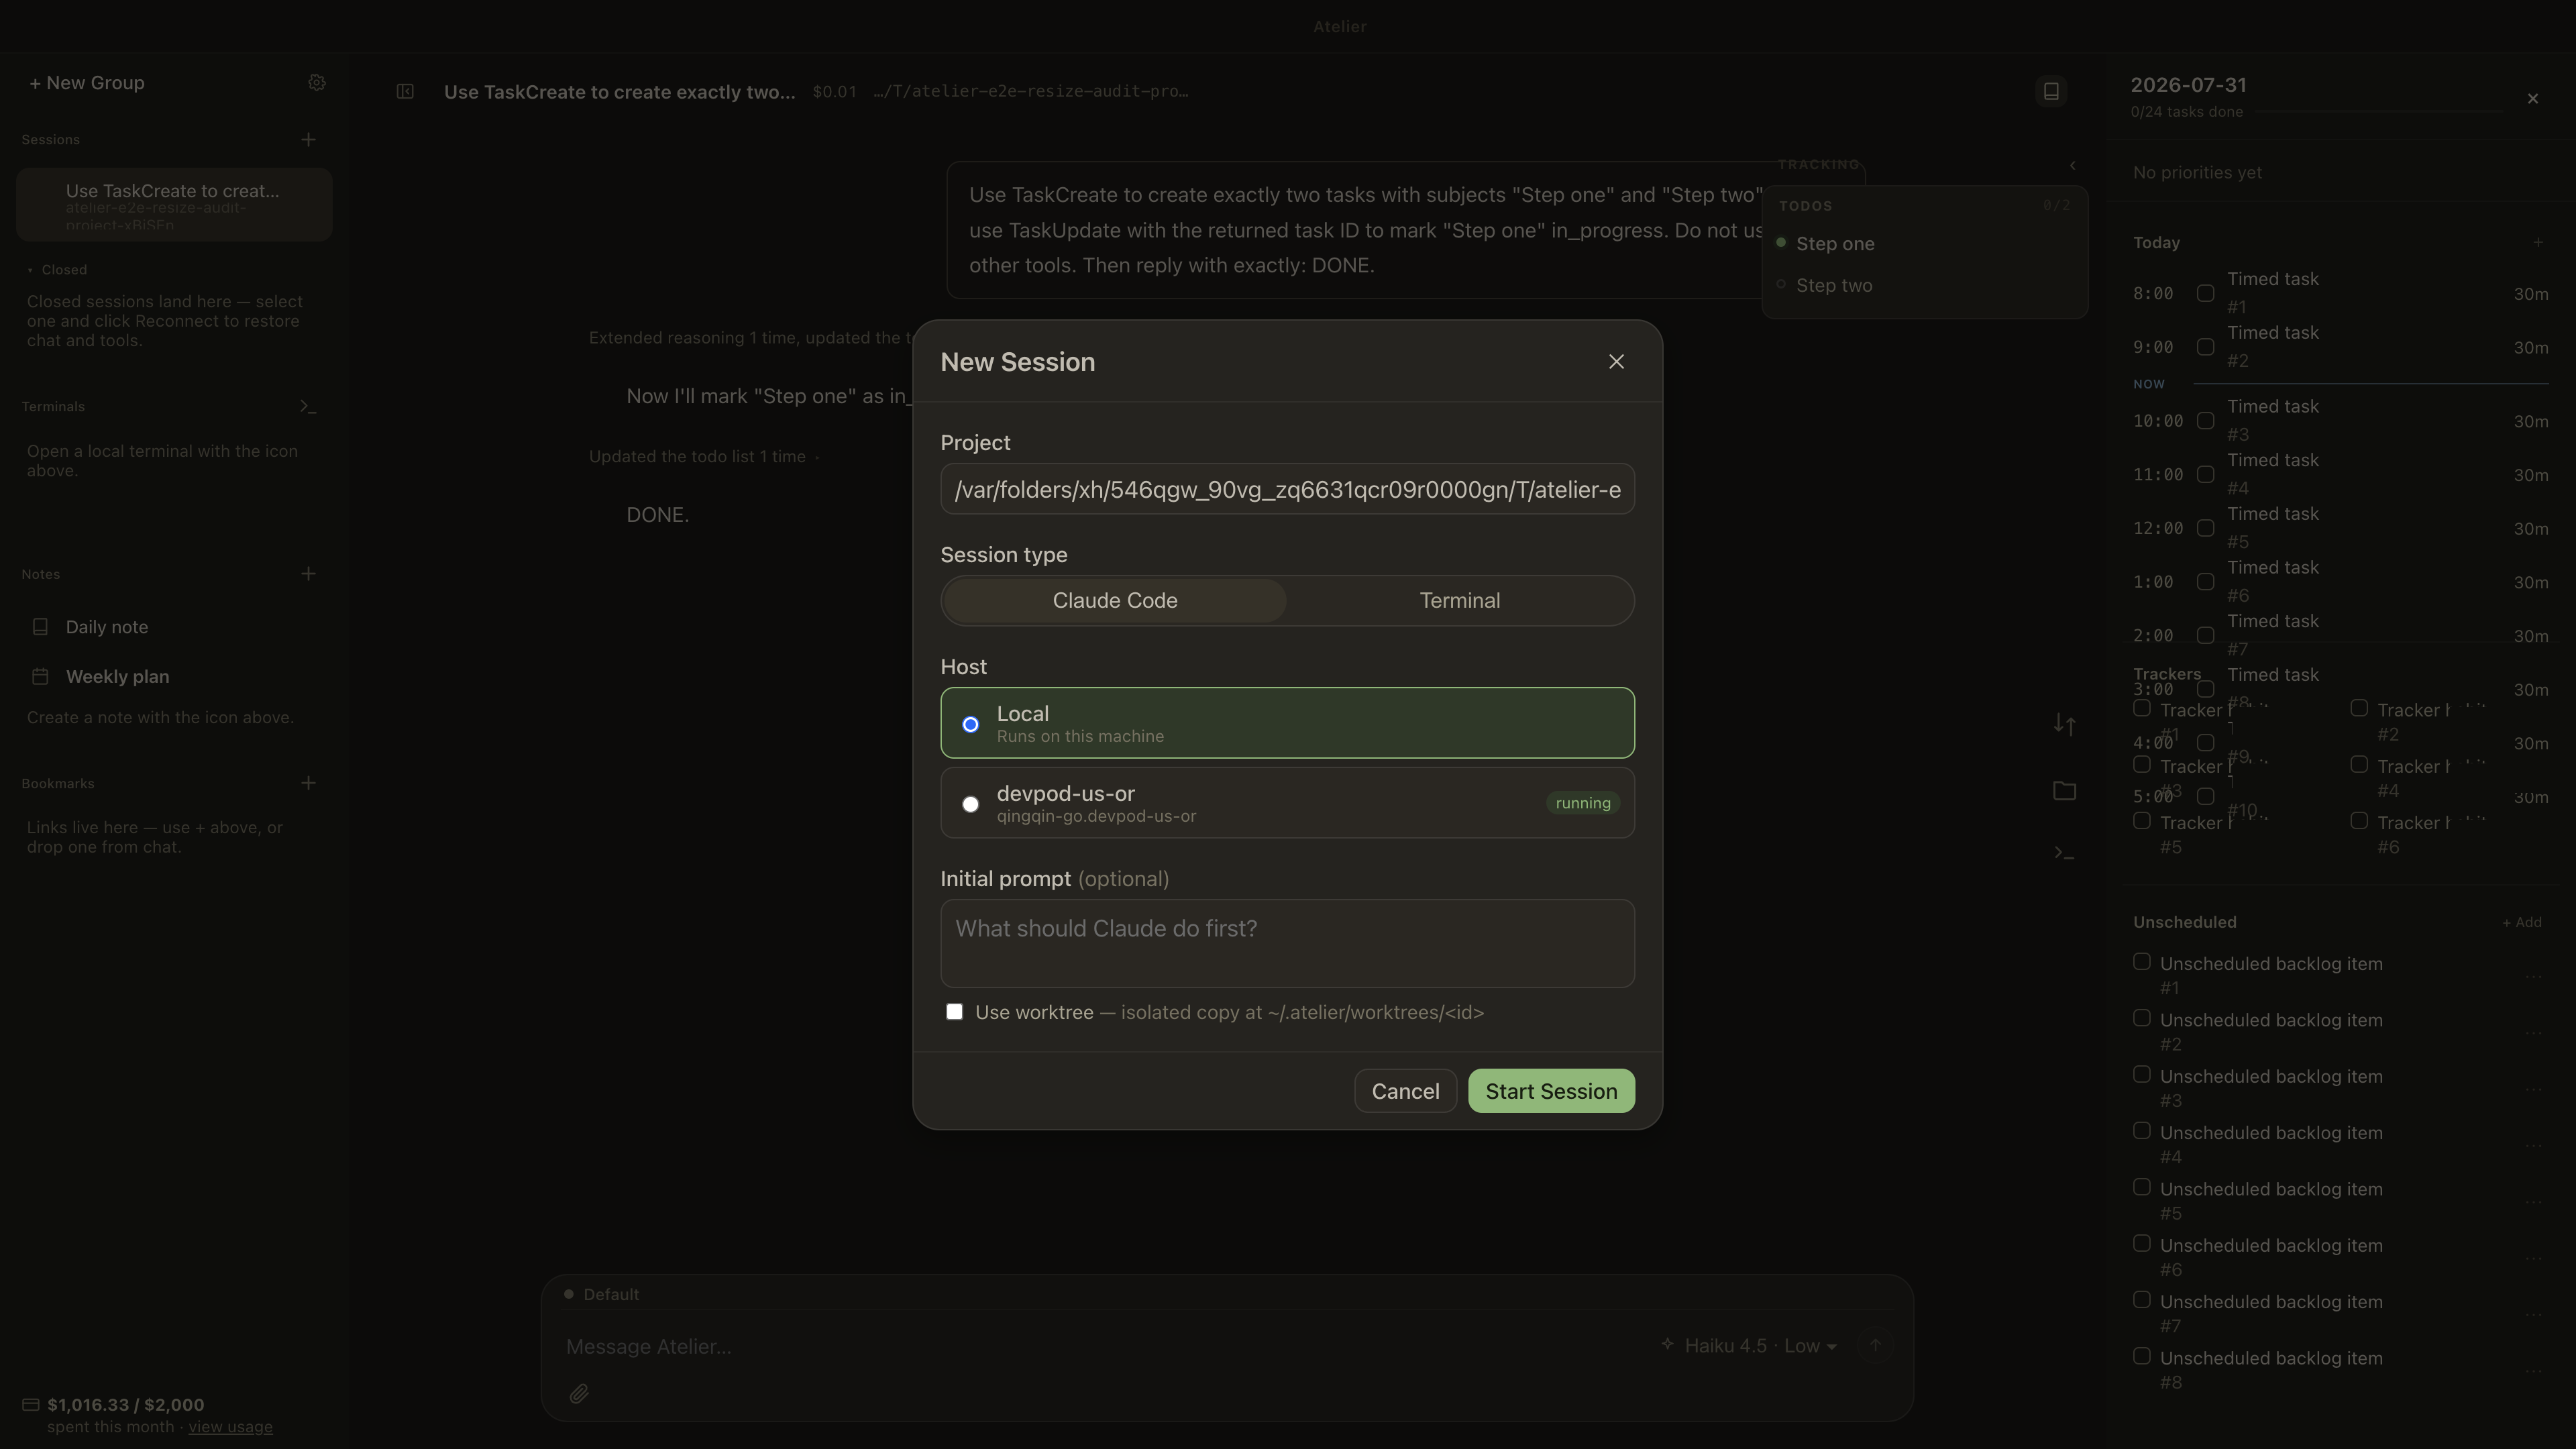 Atelier
+ New Group
Sessions
Use TaskCreate to creat...
atelier-e2e-resize-audit-
project-xBiSEn
• Closed
Closed sessions land here — select
one and click Reconnect to restore
chat and tools.
Terminals
Open a local terminal with the icon
above.
Notes
Daily note
Weekly plan
Create a note with the icon above.
Bookmarks
Links live here — use + above, or
drop one from chat.
$1,016.33 / $2,000
spent this month · view usage
Use TaskCreate to create exactly two... $0.01 …/T/atelier-e2e-resize-audit-pro…
Use TaskCreate to create exactly two tasks with subjects "Step one" and "Step two"
use TaskUpdate with the returned task ID to mark "Step one" in_progress. Do not us
other tools. Then reply with exactly: DONE.
Extended reasoning 1 time, updated the to
Now I'll mark "Step one" as in_
Updated the todo list 1 time
DONE.
TRACKING
TODOS 0/2
Step one
Step two
New Session
Project
/var/folders/xh/546qgw_90vg_zq6631qcr09r0000gn/T/atelier-e
Session type
Claude Code Terminal
Host
Local
Runs on this machine
devpod-us-or
qingqin-go.devpod-us-or
running
Initial prompt (optional)
What should Claude do first?
Use worktree — isolated copy at ~/.atelier/worktrees/<id>
Cancel Start Session
Default
Message Atelier...
Haiku 4.5 · Low
2026-07-31
0/24 tasks done
No priorities yet
Today
8:00 Timed task #1 30m
9:00 Timed task #2 30m
NOW
10:00 Timed task #3 30m
11:00 Timed task #4 30m
12:00 Timed task #5 30m
1:00 Timed task #6 30m
2:00 Timed task #7 30m
Trackers
3:00 Timed task #8 30m
Tracker #1
Tracker #2
4:00 #9 30m
Tracker #3
Tracker #4
5:00 #10 30m
Tracker #5
Tracker #6
Unscheduled + Add
Unscheduled backlog item
#1
Unscheduled backlog item
#2
Unscheduled backlog item
#3
Unscheduled backlog item
#4
Unscheduled backlog item
#5
Unscheduled backlog item
#6
Unscheduled backlog item
#7
Unscheduled backlog item
#8